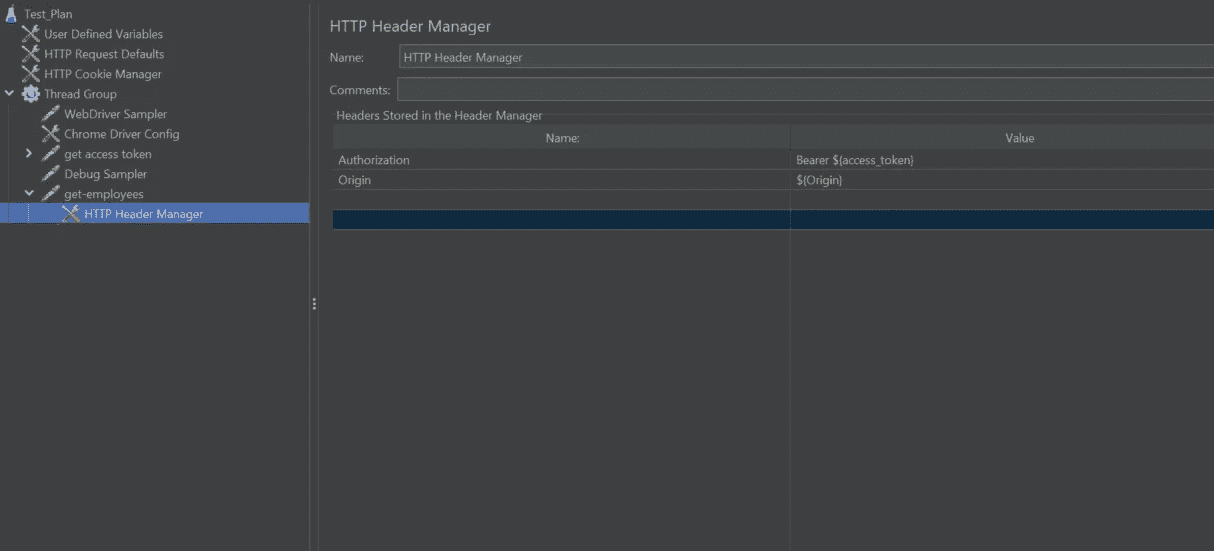 Test_Plan
User Defined Variables
HTTP Request Defaults
HTTP Cookie Manager
Thread Group
WebDriver Sampler
Chrome Driver Config
get access token
Debug Sampler
get-employees
HTTP Header Manager
HTTP Header Manager
Name: HTTP Header Manager
Comments:
Headers Stored in the Header Manager
Name: Value
Authorization Bearer ${access_token}
Origin ${Origin}